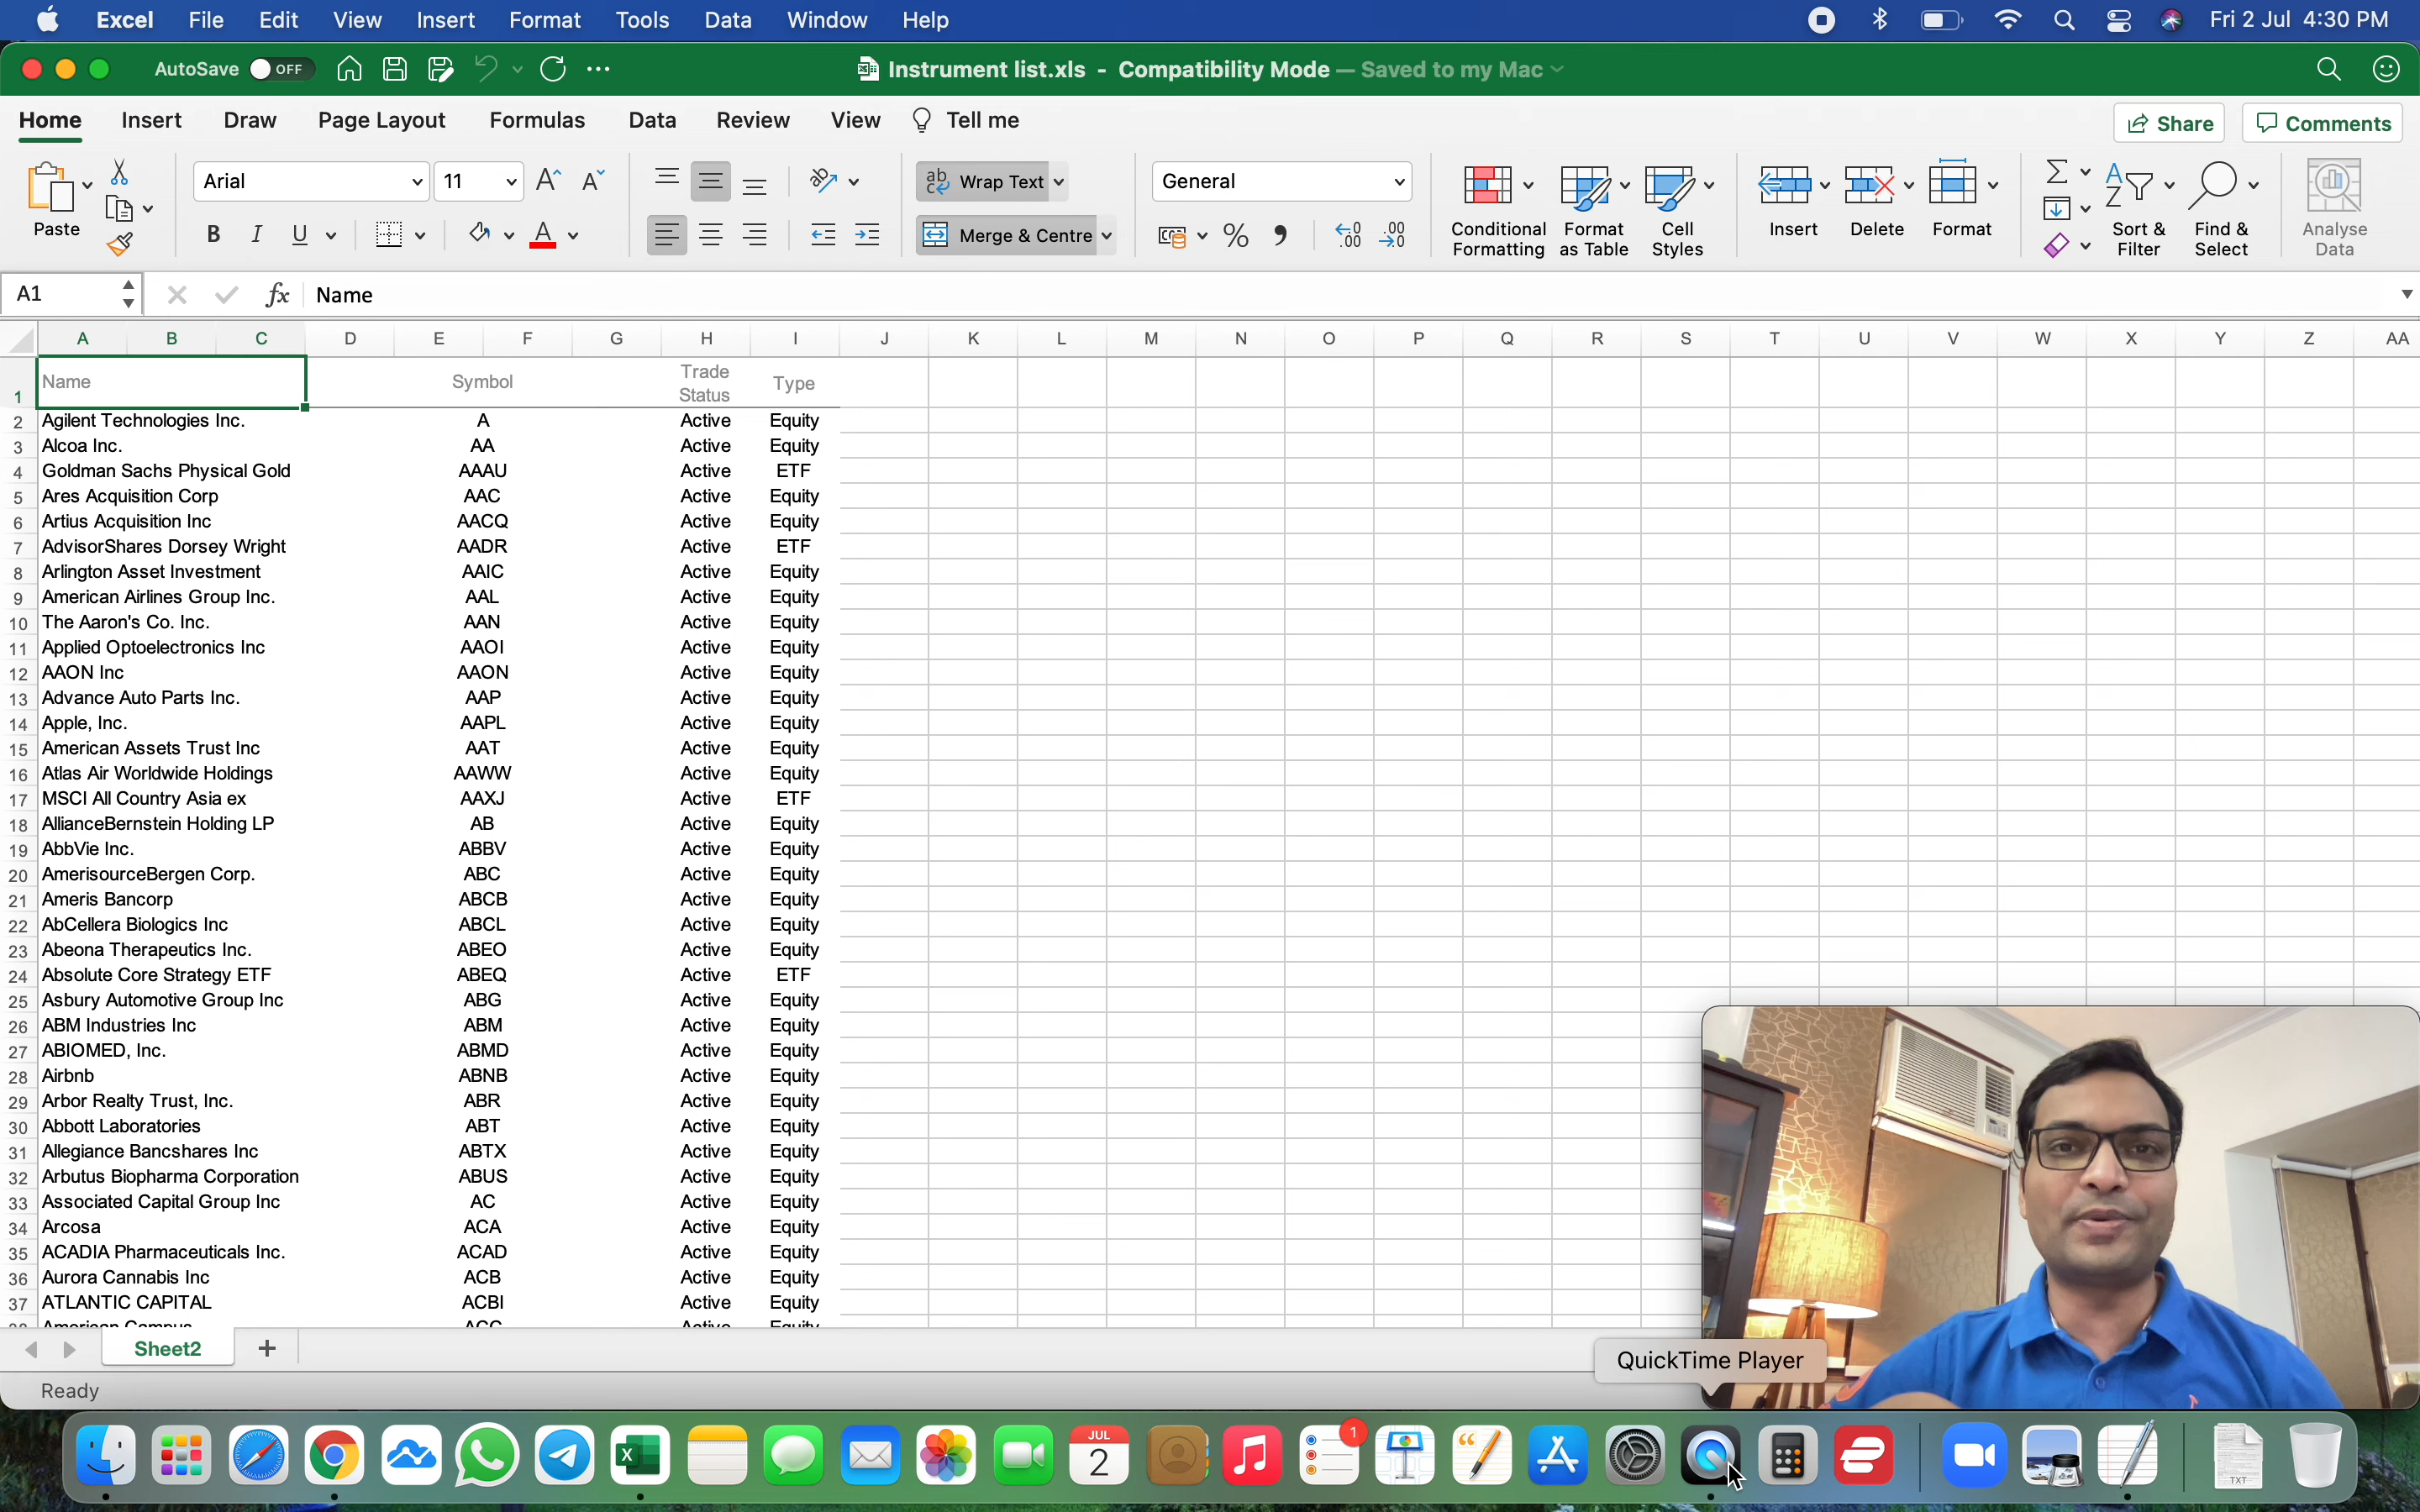 Excel File Edit View Insert Format Tools Data Window Help Fri 2 Jul 4:30 PM
AutoSave OFF Instrument list.xls - Compatibility Mode — Saved to my Mac
Home Insert Draw Page Layout Formulas Data Review View Tell me Share Comments
Paste Arial 11 Wrap Text General
B I U A Merge & Centre % Conditional Formatting Format as Table Cell Styles Insert Delete Format Sort & Filter Find & Select Analyse Data
A1 fx Name
A B C D E F G H I J K L M N O P Q R S T U V W X Y Z AA
1 Name Symbol Trade Status Type
2 Agilent Technologies Inc. A Active Equity
3 Alcoa Inc. AA Active Equity
4 Goldman Sachs Physical Gold AAAU Active ETF
5 Ares Acquisition Corp AAC Active Equity
6 Artius Acquisition Inc AACQ Active Equity
7 AdvisorShares Dorsey Wright AADR Active ETF
8 Arlington Asset Investment AAIC Active Equity
9 American Airlines Group Inc. AAL Active Equity
10 The Aaron's Co. Inc. AAN Active Equity
11 Applied Optoelectronics Inc AAOI Active Equity
12 AAON Inc AAON Active Equity
13 Advance Auto Parts Inc. AAP Active Equity
14 Apple, Inc. AAPL Active Equity
15 American Assets Trust Inc AAT Active Equity
16 Atlas Air Worldwide Holdings AAWW Active Equity
17 MSCI All Country Asia ex AAXJ Active ETF
18 AllianceBernstein Holding LP AB Active Equity
19 AbbVie Inc. ABBV Active Equity
20 AmerisourceBergen Corp. ABC Active Equity
21 Ameris Bancorp ABCB Active Equity
22 AbCellera Biologics Inc ABCL Active Equity
23 Abeona Therapeutics Inc. ABEO Active Equity
24 Absolute Core Strategy ETF ABEQ Active ETF
25 Asbury Automotive Group Inc ABG Active Equity
26 ABM Industries Inc ABM Active Equity
27 ABIOMED, Inc. ABMD Active Equity
28 Airbnb ABNB Active Equity
29 Arbor Realty Trust, Inc. ABR Active Equity
30 Abbott Laboratories ABT Active Equity
31 Allegiance Bancshares Inc ABTX Active Equity
32 Arbutus Biopharma Corporation ABUS Active Equity
33 Associated Capital Group Inc AC Active Equity
34 Arcosa ACA Active Equity
35 ACADIA Pharmaceuticals Inc. ACAD Active Equity
36 Aurora Cannabis Inc ACB Active Equity
37 ATLANTIC CAPITAL ACBI Active Equity
38 American Campus ACC Active Equity
Sheet2 +
QuickTime Player
Ready
JUL 2 1 TXT